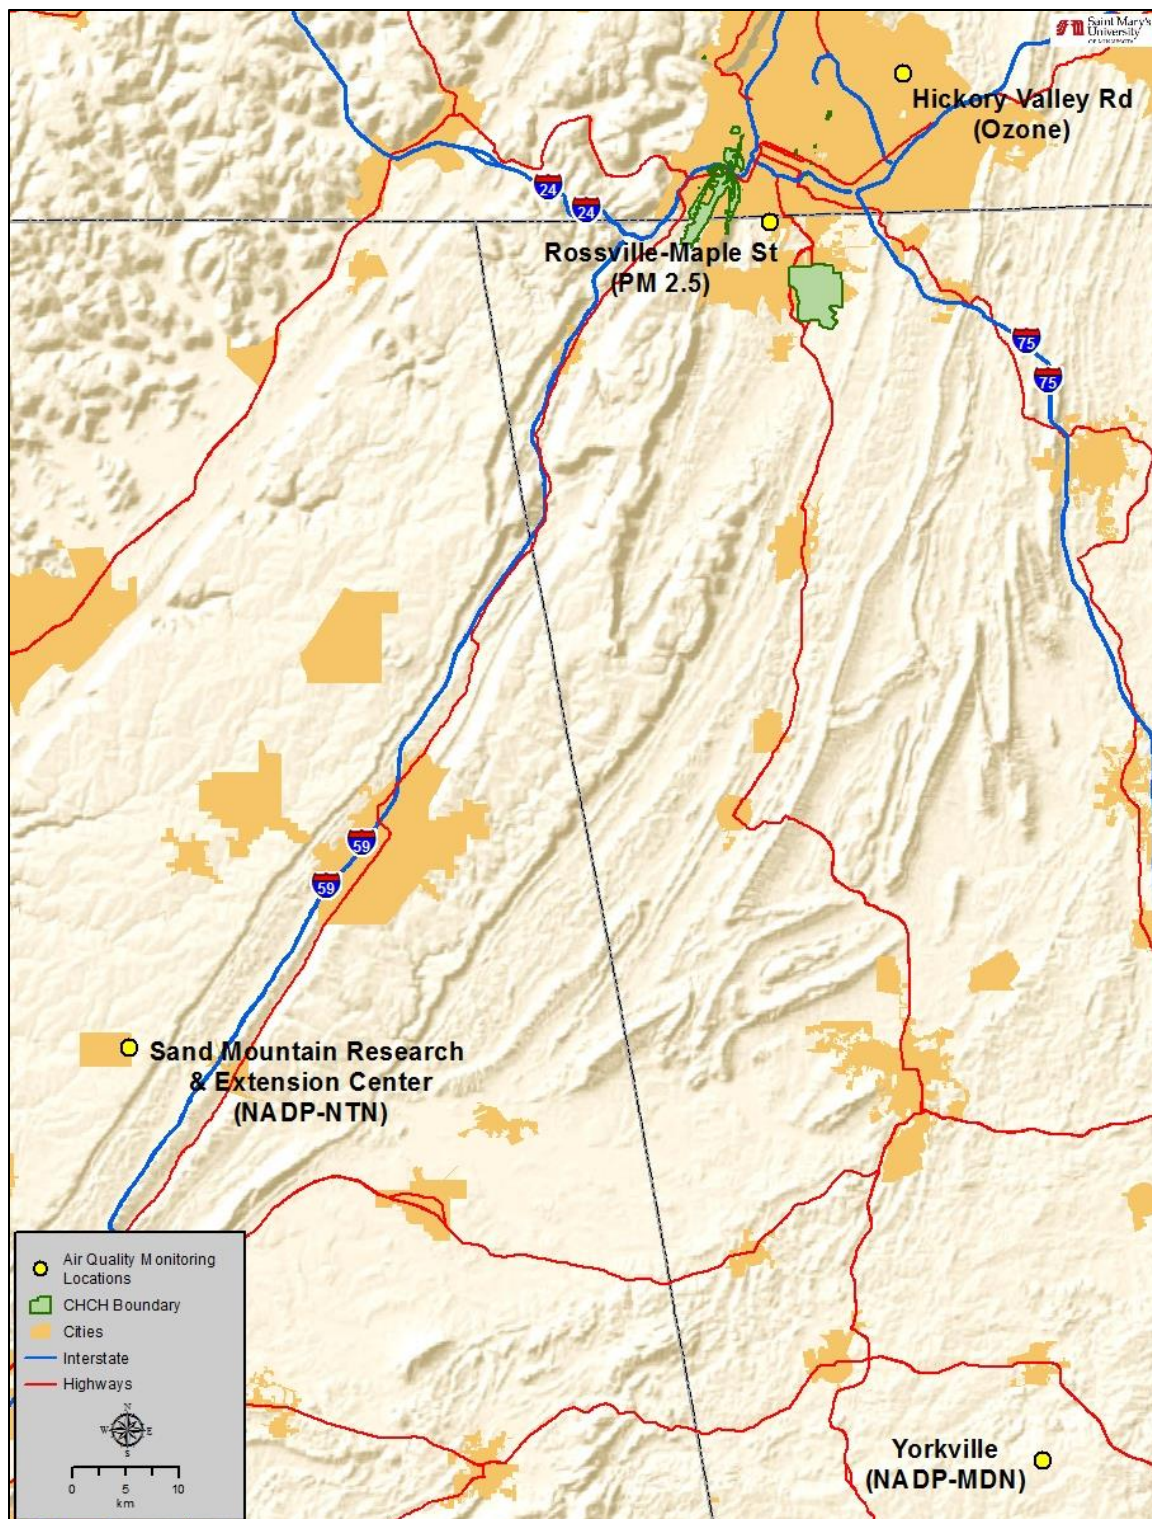 Saint Mary's
University
OF MINNESOTA
Hickory Valley Rd
(Ozone)
24
24
Rossville-Maple St
(PM 2.5)
75
75
59
59
Sand Mountain Research
& Extension Center
(NADP-NTN)
Air Quality Monitoring
Locations
CHCH Boundary
Cities
Interstate
Highways
N
W E
S
0 5 10
km
Yorkville
(NADP-MDN)